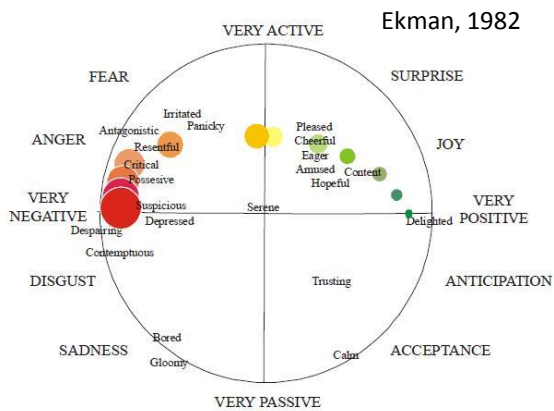 Ekman, 1982
VERY ACTIVE
FEAR
SURPRISE
Irritated
Panicky
Pleased
Antagonistic
Cheerful
ANGER
JOY
Resentful
Eager
Critical
Amused
Content
Possesive
Hopeful
VERY
NEGATIVE
Suspicious
Serene
VERY
POSITIVE
Depressed
Delighted
Despairing
Contemptuous
DISGUST
Trusting
ANTICIPATION
Bored
SADNESS
Gloomy
Calm
ACCEPTANCE
VERY PASSIVE